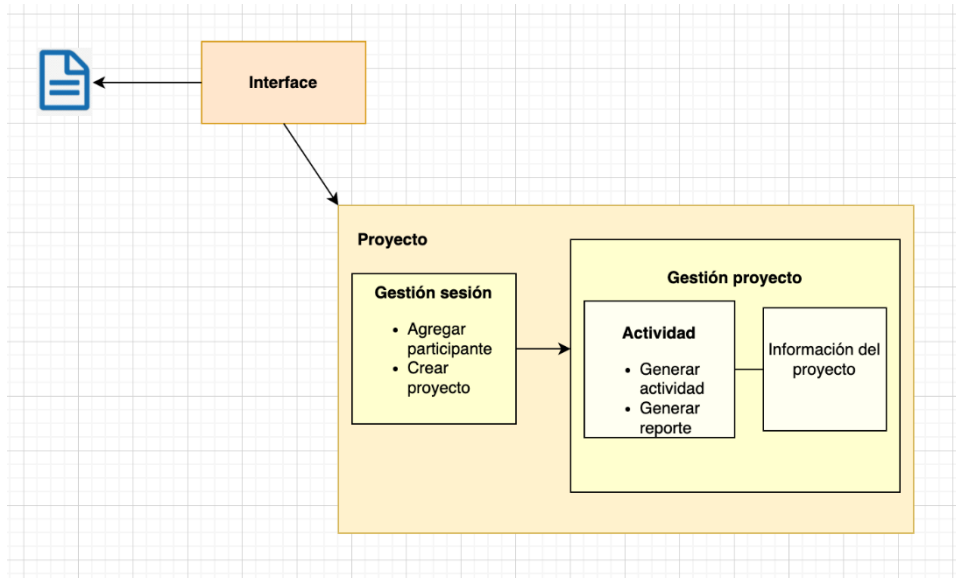 Interface
Proyecto
Gestión sesión
• Agregar
participante
• Crear
proyecto
Gestión proyecto
Actividad
• Generar
actividad
• Generar
reporte
Información del
proyecto